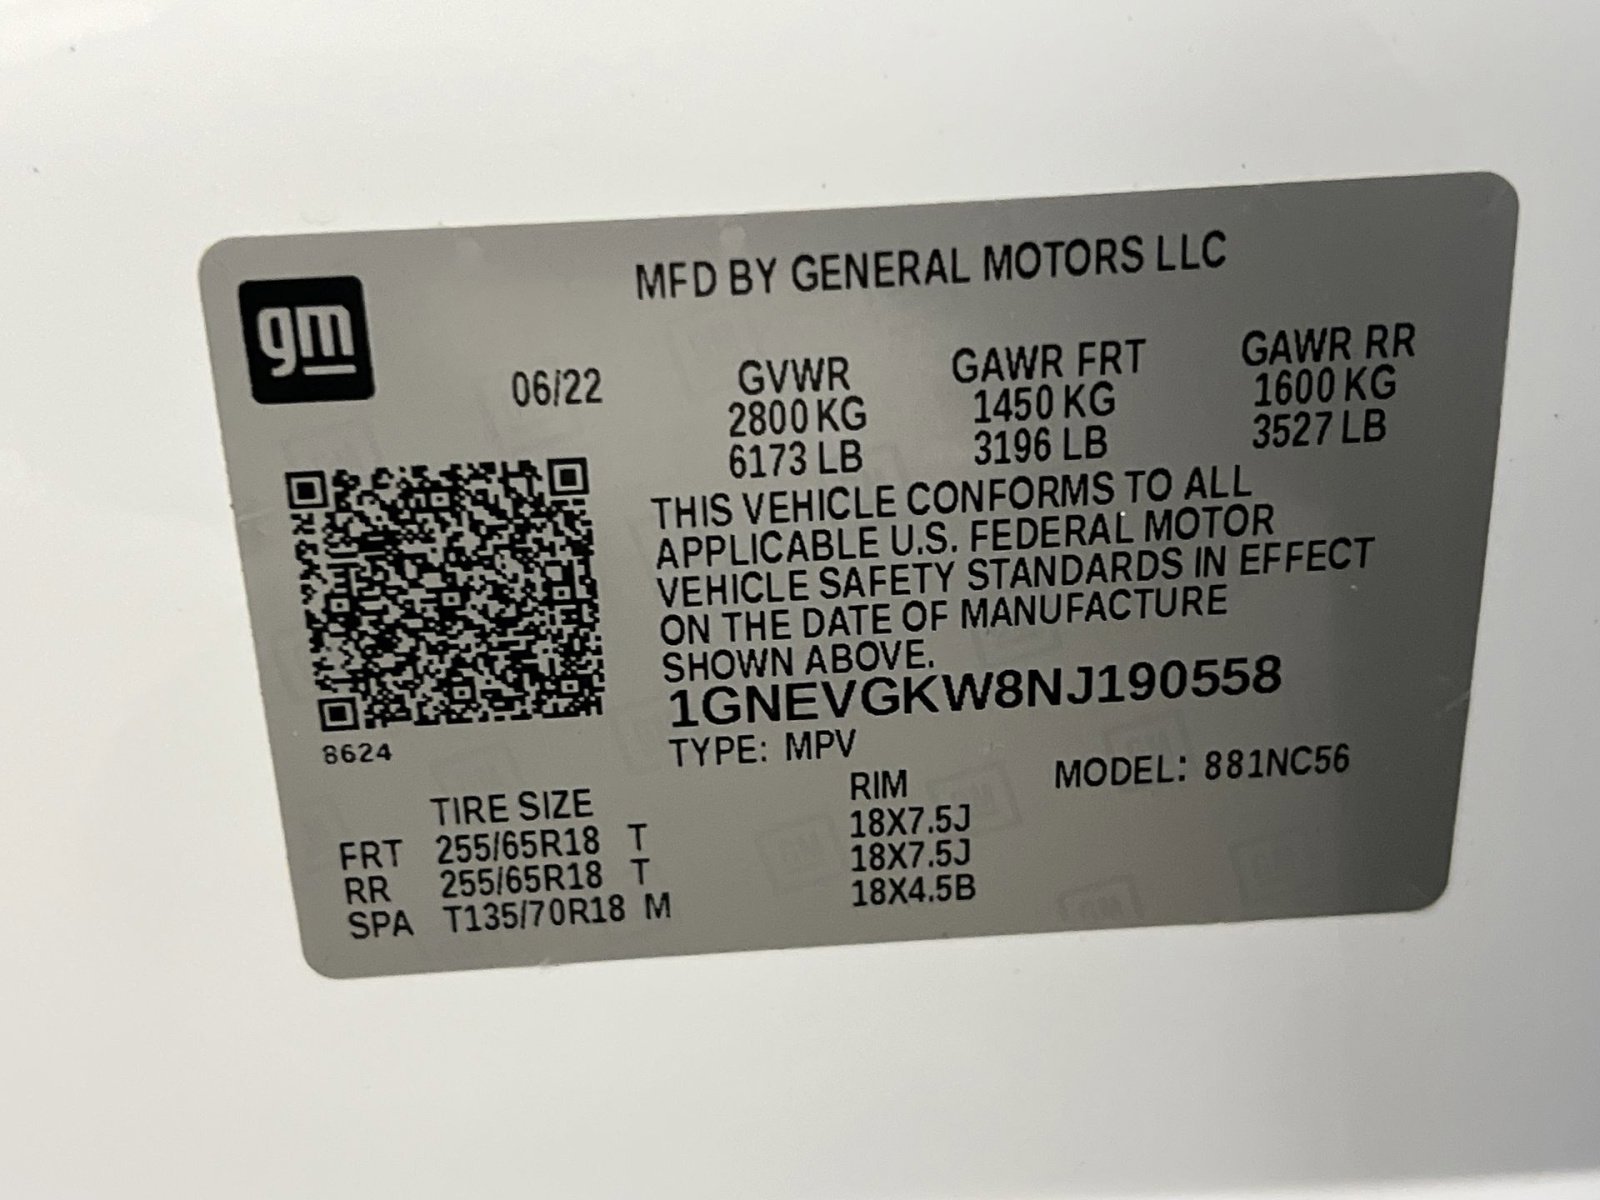 MFD BY GENERAL MOTORS LLC
gm
06/22
GVWR GAWR FRT GAWR RR
2800 KG 1450 KG 1600 KG
6173 LB 3196 LB 3527 LB
THIS VEHICLE CONFORMS TO ALL
APPLICABLE U.S. FEDERAL MOTOR
VEHICLE SAFETY STANDARDS IN EFFECT
ON THE DATE OF MANUFACTURE
SHOWN ABOVE.
1GNEVGKW8NJ190558
8624
TYPE: MPV MODEL: 881NC56
TIRE SIZE RIM
FRT 255/65R18 T 18X7.5J
RR 255/65R18 T 18X7.5J
SPA T135/70R18 M 18X4.5B